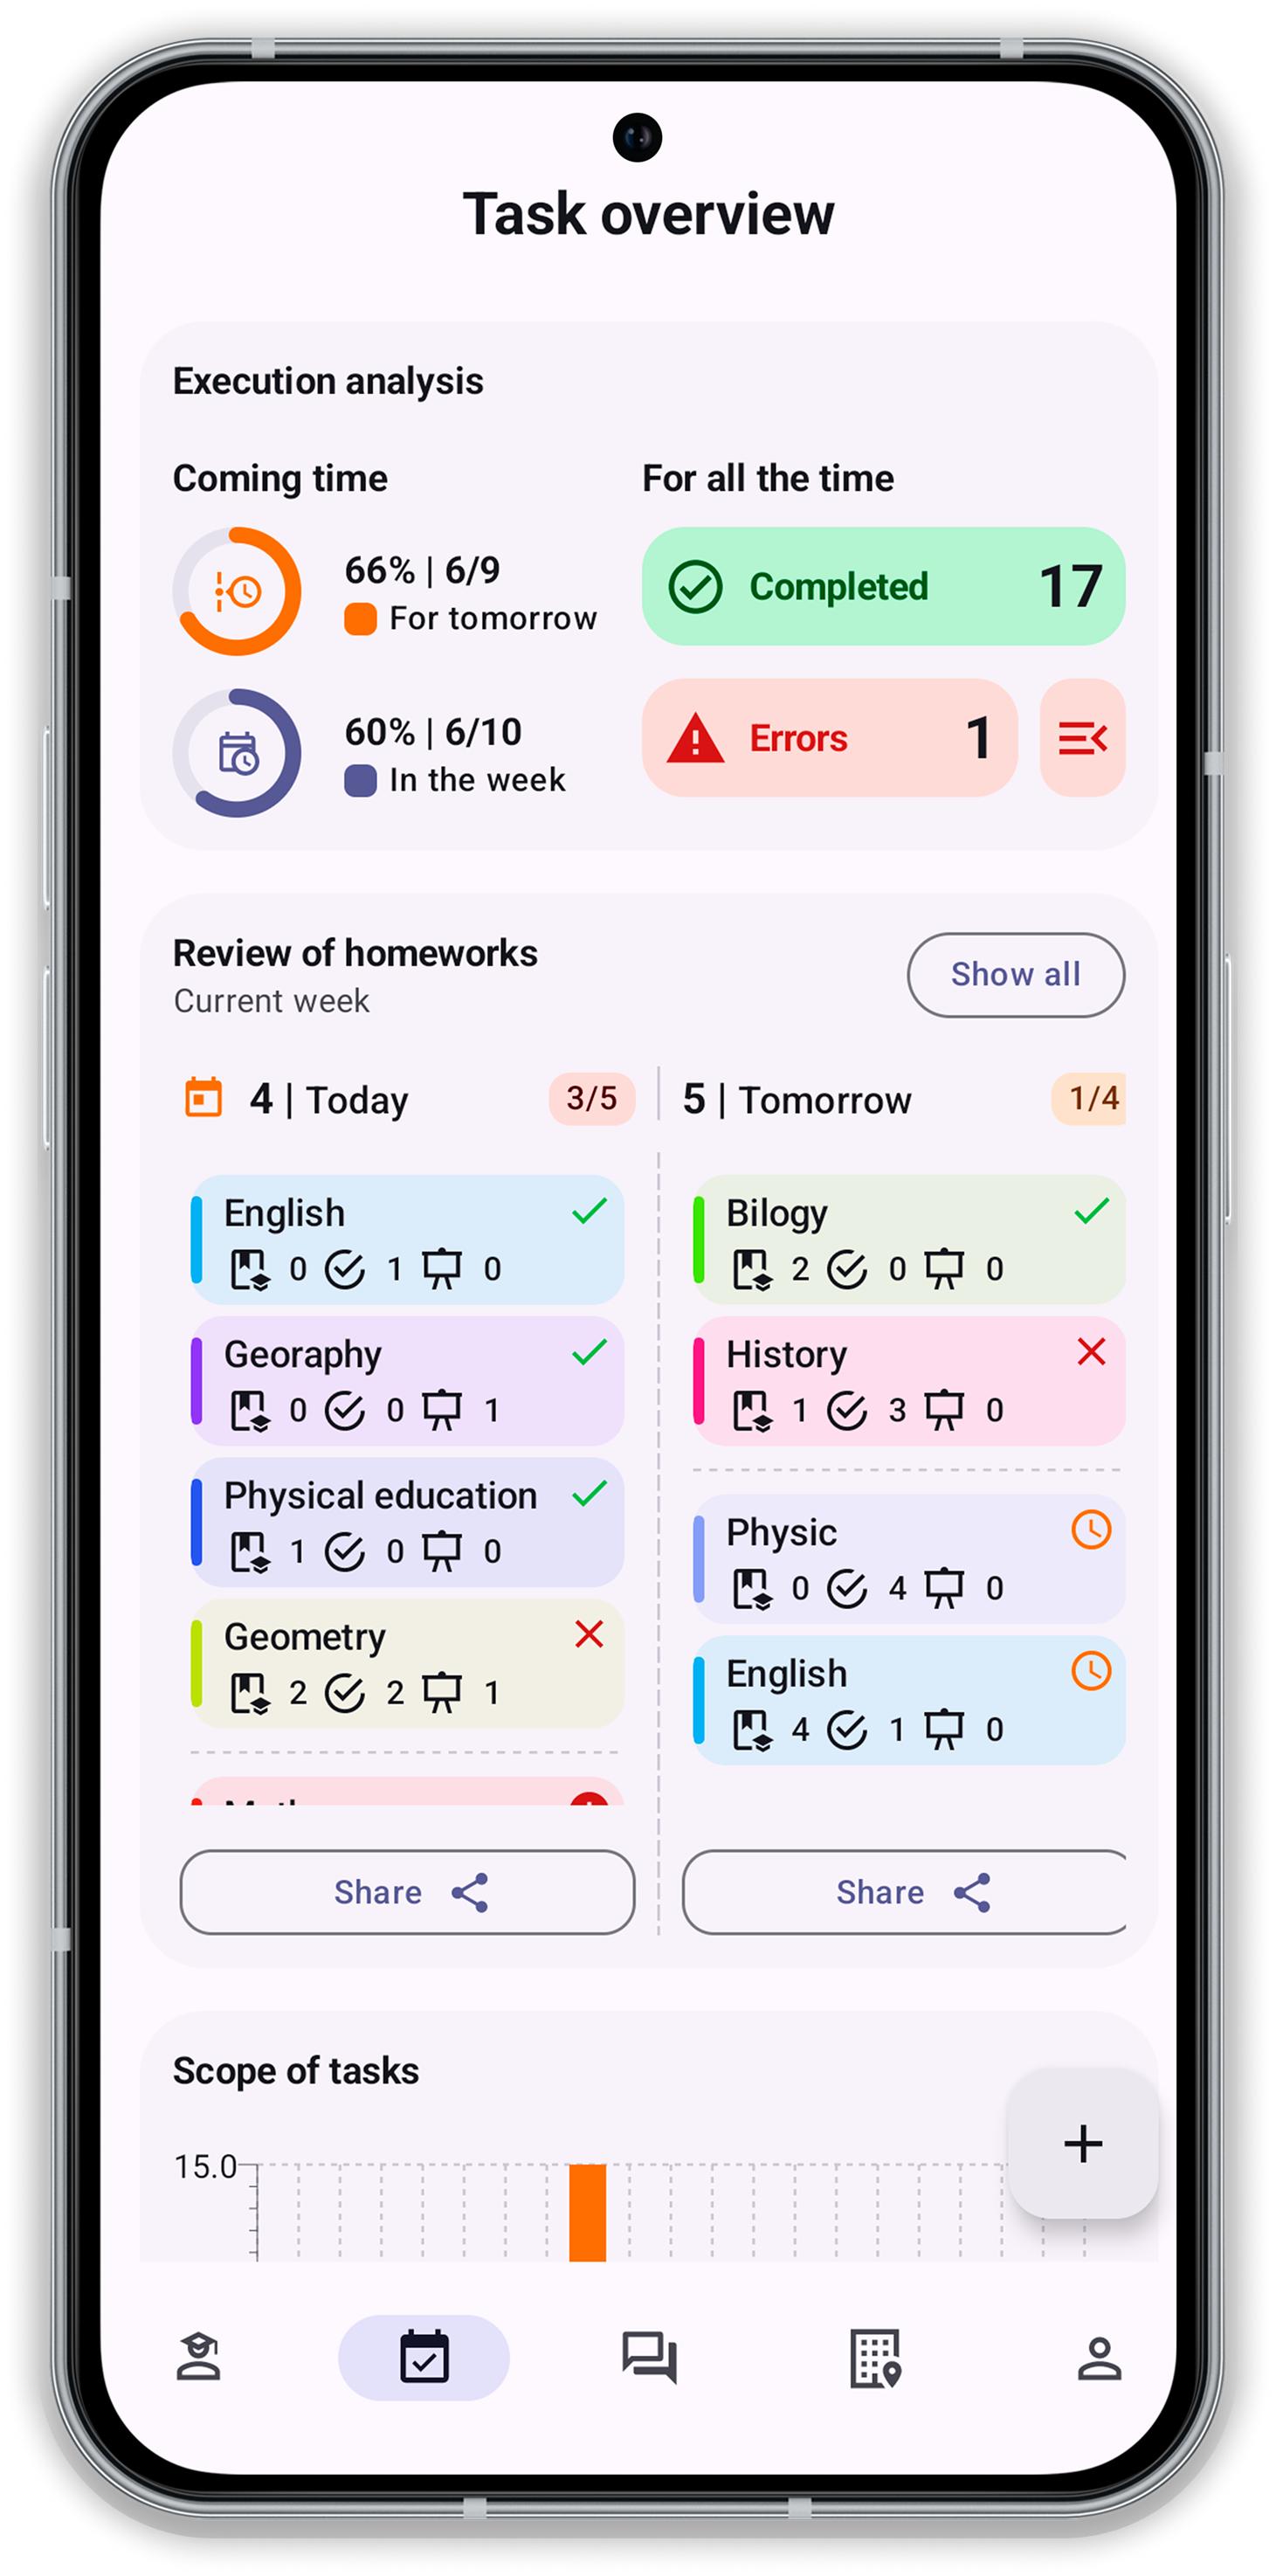 Task overview
Execution analysis
Coming time
66% | 6/9
For tomorrow
60% | 6/10
In the week
For all the time
Completed 17
Errors 1
Review of homeworks
Current week
Show all
4 | Today 3/5
English
0 1 0
Georaphy
0 0 1
Physical education
1 0 0
Geometry
2 2 1
Share
5 | Tomorrow 1/4
Bilogy
2 0 0
History
1 3 0
Physic
0 4 0
English
4 1 0
Share
Scope of tasks
15.0